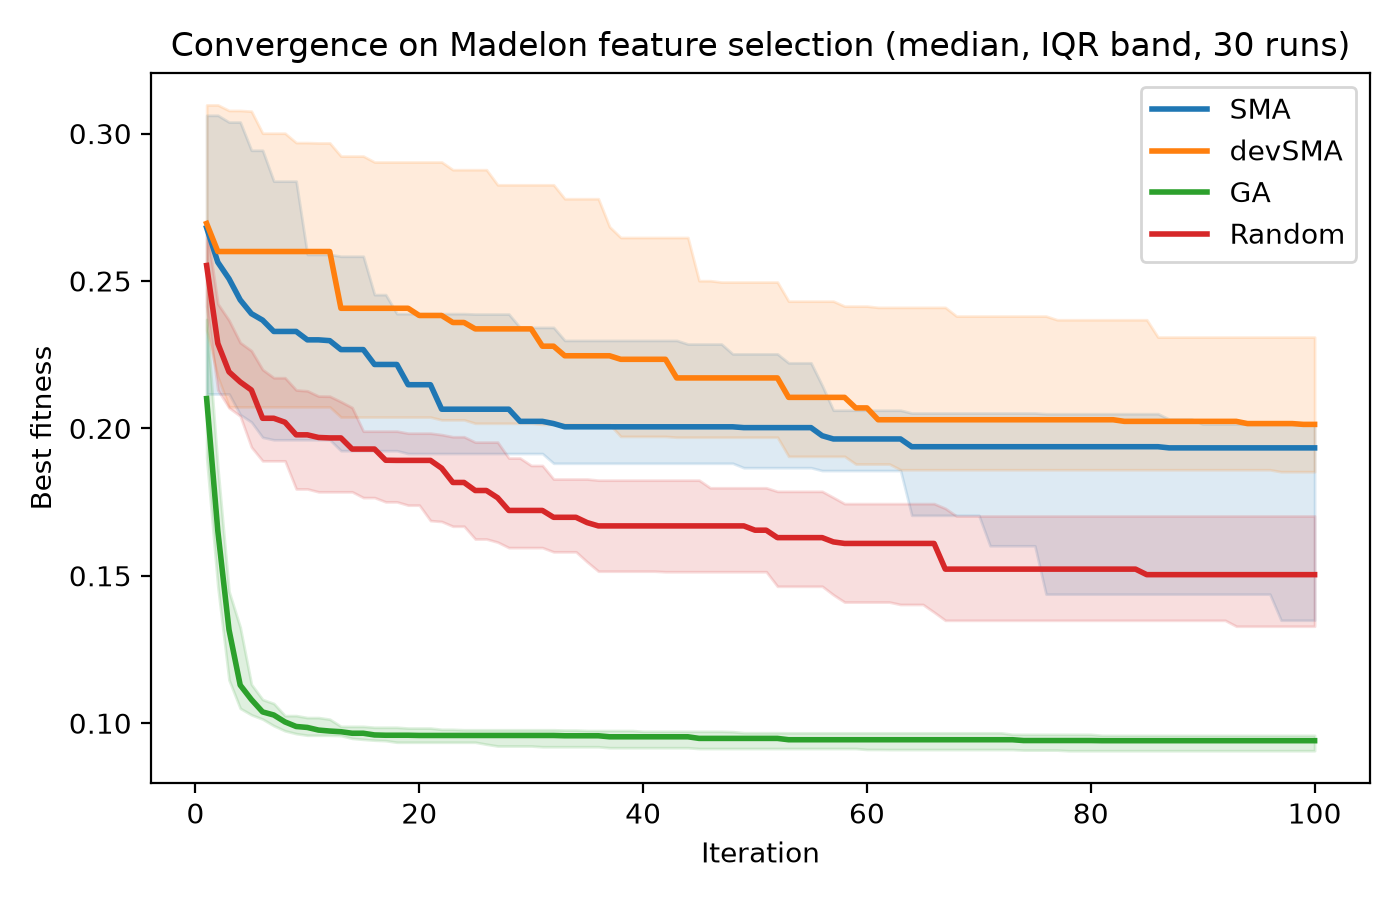 Convergence on Madelon feature selection (median, IQR band, 30 runs)
SMA
devSMA
GA
Random
0.30
0.25
0.20
0.15
0.10
Best fitness
0
20
40
60
80
100
Iteration